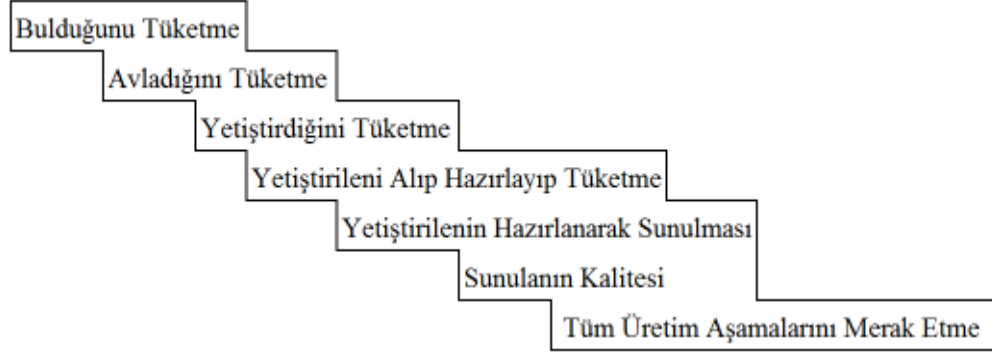 Bulduğunu Tüketme
Avladığını Tüketme
Yetiştirdiğini Tüketme
Yetiştirileni Alıp Hazırlayıp Tüketme
Yetiştirilenin Hazırlanarak Sunulması
Sunulanın Kalitesi
Tüm Üretim Aşamalarını Merak Etme